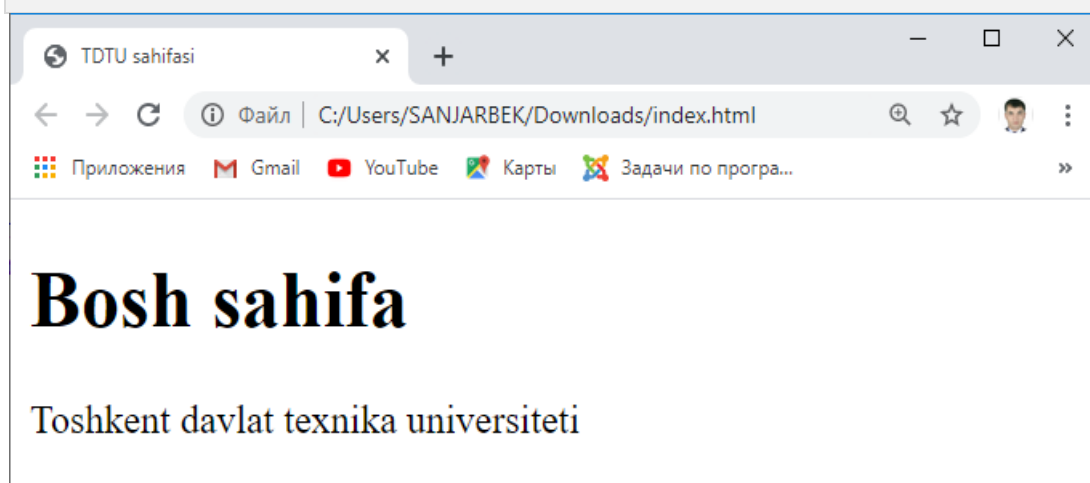 TDTU sahifasi
Файл | C:/Users/SANJARBEK/Downloads/index.html
Приложения Gmail YouTube Карты Задачи по програ...
Bosh sahifa
Toshkent davlat texnika universiteti